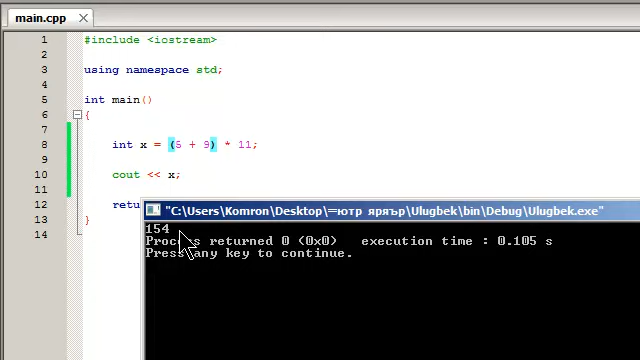 main.cpp
1 #include <iostream>
2
3 using namespace std;
4
5 int main()
6 {
7
8 int x = (5 + 9) * 11;
9
10 cout << x;
11
12 retu
13 }
14
"C:\Users\Komron\Desktop\═ютр яряър\Ulugbek\bin\Debug\Ulugbek.exe"
154
Process returned 0 (0x0) execution time : 0.105 s
Press any key to continue.